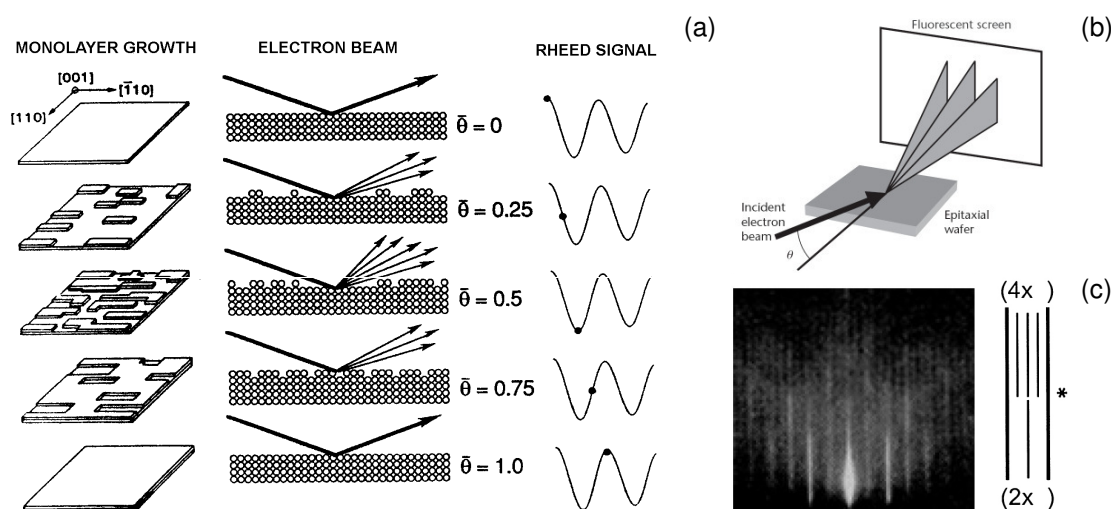 (a)
MONOLAYER GROWTH
ELECTRON BEAM
RHEED SIGNAL
[001]
[1̄10]
[110]
θ̄ = 0
θ̄ = 0.25
θ̄ = 0.5
θ̄ = 0.75
θ̄ = 1.0
(b)
Fluorescent screen
Incident
electron
beam
θ
Epitaxial
wafer
(c)
(4x )
*
(2x )